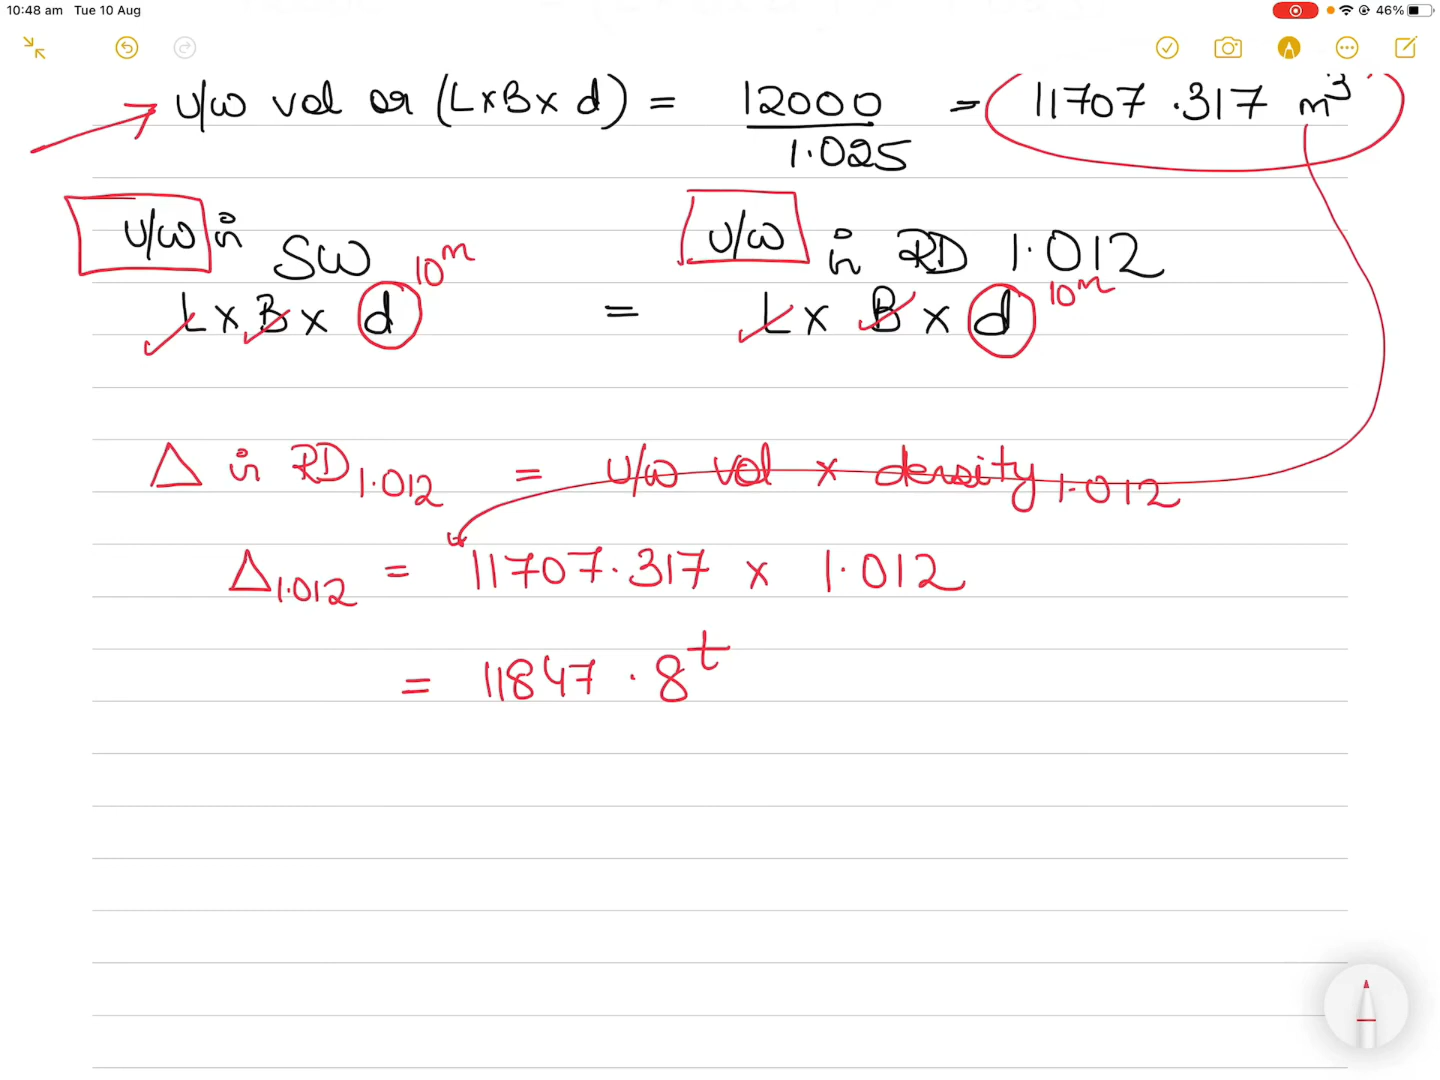 10:48 am Tue 10 Aug 46%
u/w vol or (L×B×d) = 12000 / 1.025 = 11707.317 m³
u/w in SW u/w in RD 1.012
L×B×d 10m = L×B×d 10m
Δ in RD 1.012 = u/w vol × density 1.012
Δ1.012 = 11707.317 × 1.012
= 11847.8t